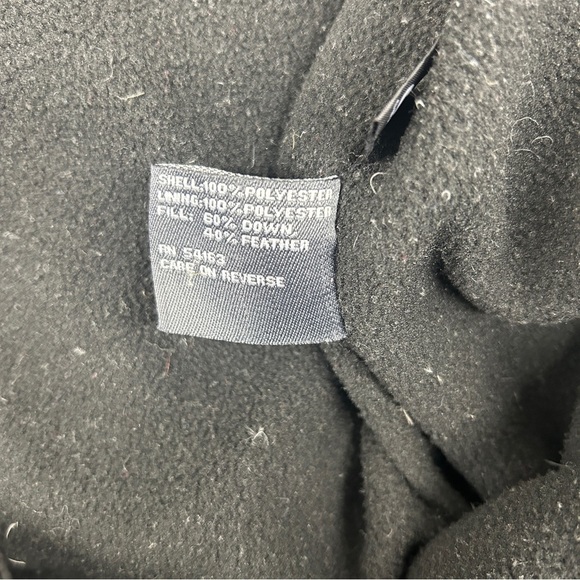 SHELL:100% POLYESTER
LINING:100% POLYESTER
FILL: 60% DOWN,
40% FEATHER
RN 54163
CARE ON REVERSE